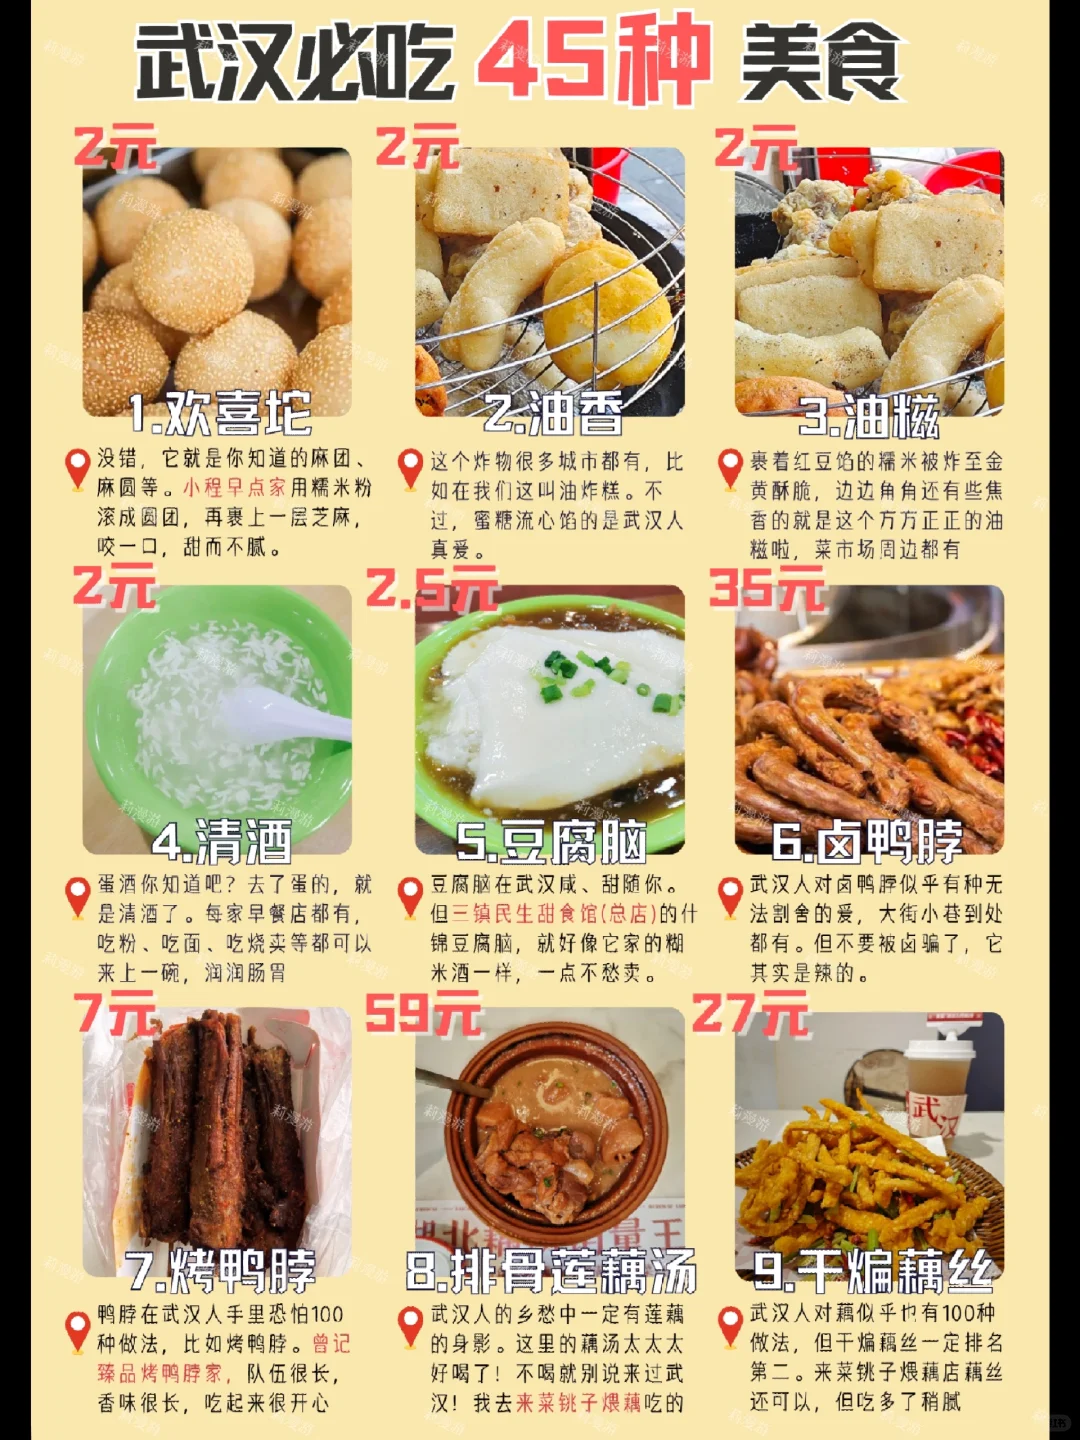 武汉必吃 45种 美食
2元
2元
2元
1.欢喜坨
2.油香
3.油糍
没错，它就是你知道的麻团、
麻圆等。小程早点家用糯米粉
滚成圆团，再裹上一层芝麻，
咬一口，甜而不腻。
这个炸物很多城市都有，比
如在我们这叫油炸糕。不
过，蜜糖流心馅的是武汉人
真爱。
裹着红豆馅的糯米被炸至金
黄酥脆，边边角角还有些焦
香的就是这个方方正正的油
糍啦，菜市场周边都有
2元
2.5元
35元
4.清酒
5.豆腐脑
6.卤鸭脖
蛋酒你知道吧？去了蛋的，就
是清酒了。每家早餐店都有，
吃粉、吃面、吃烧卖等都可以
来上一碗，润润肠胃
豆腐脑在武汉咸、甜随你。
但三镇民生甜食馆(总店)的什
锦豆腐脑，就好像它家的糊
米酒一样，一点不愁卖。
武汉人对卤鸭脖似乎有种无
法割舍的爱，大街小巷到处
都有。但不要被卤骗了，它
其实是辣的。
7元
59元
27元
武汉
7.烤鸭脖
8.排骨莲藕汤
9.干煸藕丝
鸭脖在武汉人手里恐怕100
种做法，比如烤鸭脖。曾记
臻品烤鸭脖家，队伍很长，
香味很长，吃起来很开心
武汉人的乡愁中一定有莲藕
的身影。这里的藕汤太太太
好喝了！不喝就别说来过武
汉！我去来菜铫子煨藕吃的
武汉人对藕似乎也有100种
做法，但干煸藕丝一定排名
第二。来菜铫子煨藕店藕丝
还可以，但吃多了稍腻
莉漫游